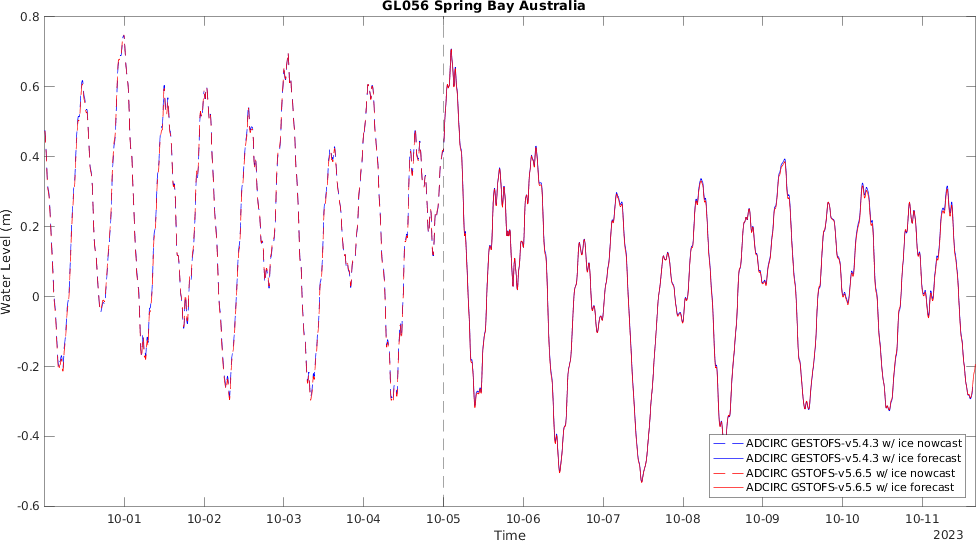 GL056 Spring Bay Australia
0.8
0.6
0.4
0.2
0
-0.2
-0.4
-0.6
Water Level (m)
ADCIRC GESTOFS-v5.4.3 w/ ice nowcast
ADCIRC GESTOFS-v5.4.3 w/ ice forecast
ADCIRC GSTOFS-v5.6.5 w/ ice nowcast
ADCIRC GSTOFS-v5.6.5 w/ ice forecast
10-01 10-02 10-03 10-04 10-05 10-06 10-07 10-08 10-09 10-10 10-11
Time
2023